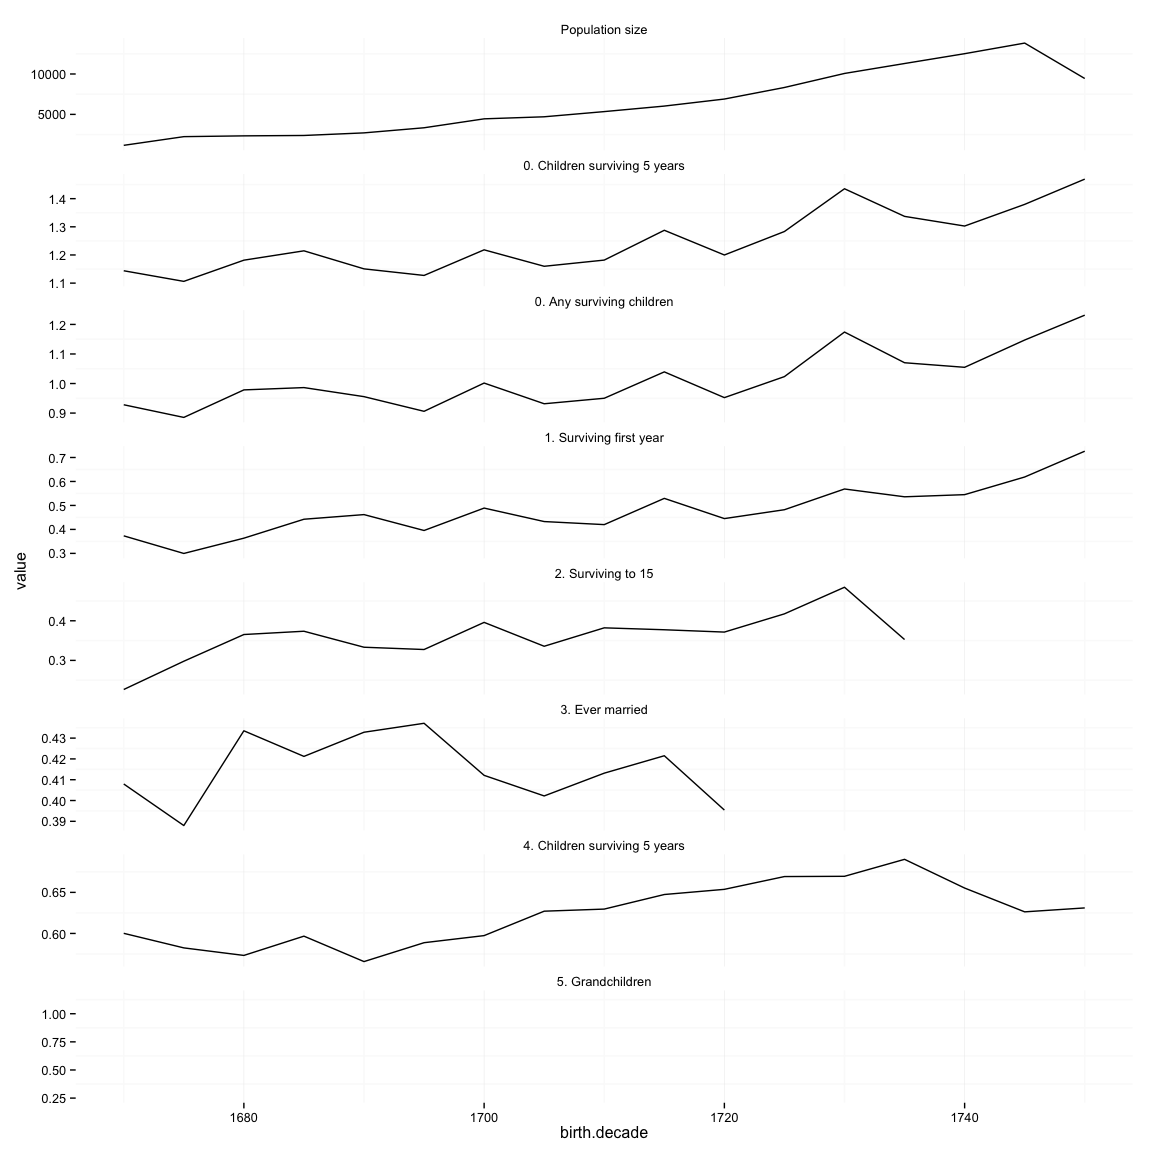 Population size
10000
5000
0. Children surviving 5 years
1.4
1.3
1.2
1.1
0. Any surviving children
1.2
1.1
1.0
0.9
1. Surviving first year
0.7
0.6
0.5
0.4
0.3
value
2. Surviving to 15
0.4
0.3
3. Ever married
0.43
0.42
0.41
0.40
0.39
4. Children surviving 5 years
0.65
0.60
5. Grandchildren
1.00
0.75
0.50
0.25
1680 1700 1720 1740
birth.decade